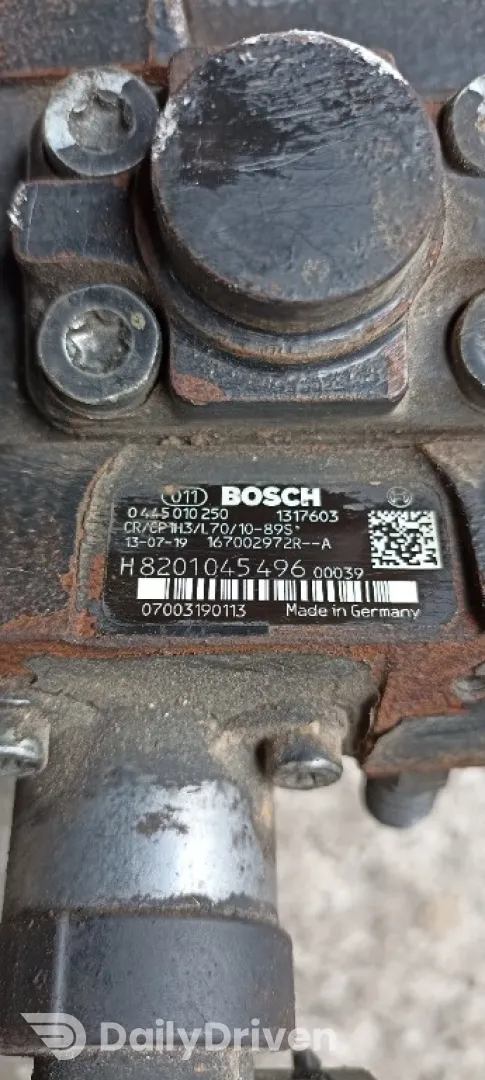 (011) BOSCH
0 445 010 250 1317603
CR/CP1H3/L70/10-89S*
13-07-19 167002972R--A
H8201045496 00039
07003190113 Made in Germany
DailyDriven